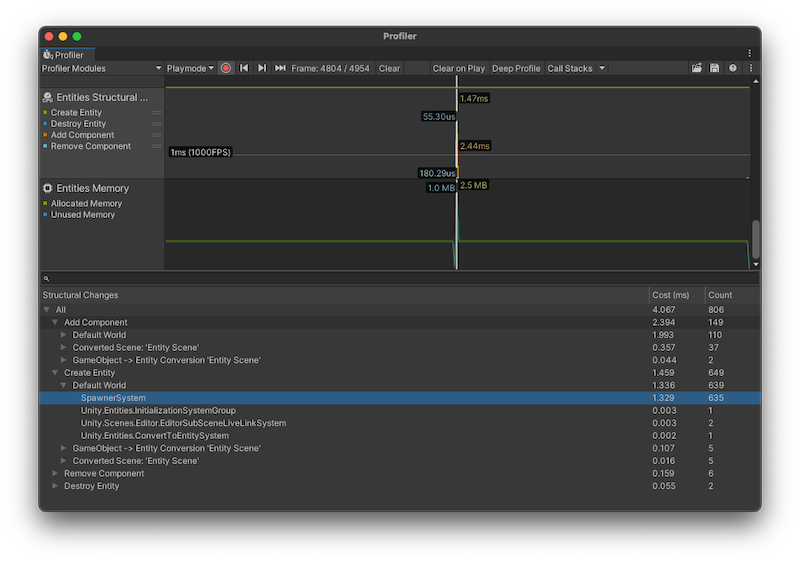 Profiler
Profiler
Profiler Modules Playmode Frame: 4804 / 4954 Clear Clear on Play Deep Profile Call Stacks
Entities Structural ...
Create Entity
Destroy Entity
Add Component
Remove Component
1.47ms
55.30us
2.44ms
1ms (1000FPS)
180.29us
Entities Memory
Allocated Memory
Unused Memory
1.0 MB 2.5 MB
Structural Changes Cost (ms) Count
All 4.067 806
Add Component 2.394 149
Default World 1.993 110
Converted Scene: 'Entity Scene' 0.357 37
GameObject -> Entity Conversion 'Entity Scene' 0.044 2
Create Entity 1.459 649
Default World 1.336 639
SpawnerSystem 1.329 635
Unity.Entities.InitializationSystemGroup 0.003 1
Unity.Scenes.Editor.EditorSubSceneLiveLinkSystem 0.003 2
Unity.Entities.ConvertToEntitySystem 0.002 1
GameObject -> Entity Conversion 'Entity Scene' 0.107 5
Converted Scene: 'Entity Scene' 0.016 5
Remove Component 0.159 6
Destroy Entity 0.055 2